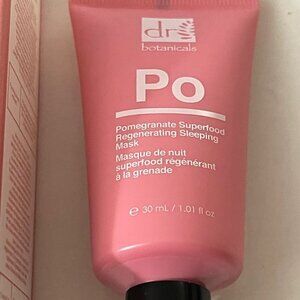 dr
botanicals
Po
Pomegranate Superfood
Regenerating Sleeping
Mask
Masque de nuit
superfood régénérant
à la grenade
e 30 mL / 1.01 fl oz